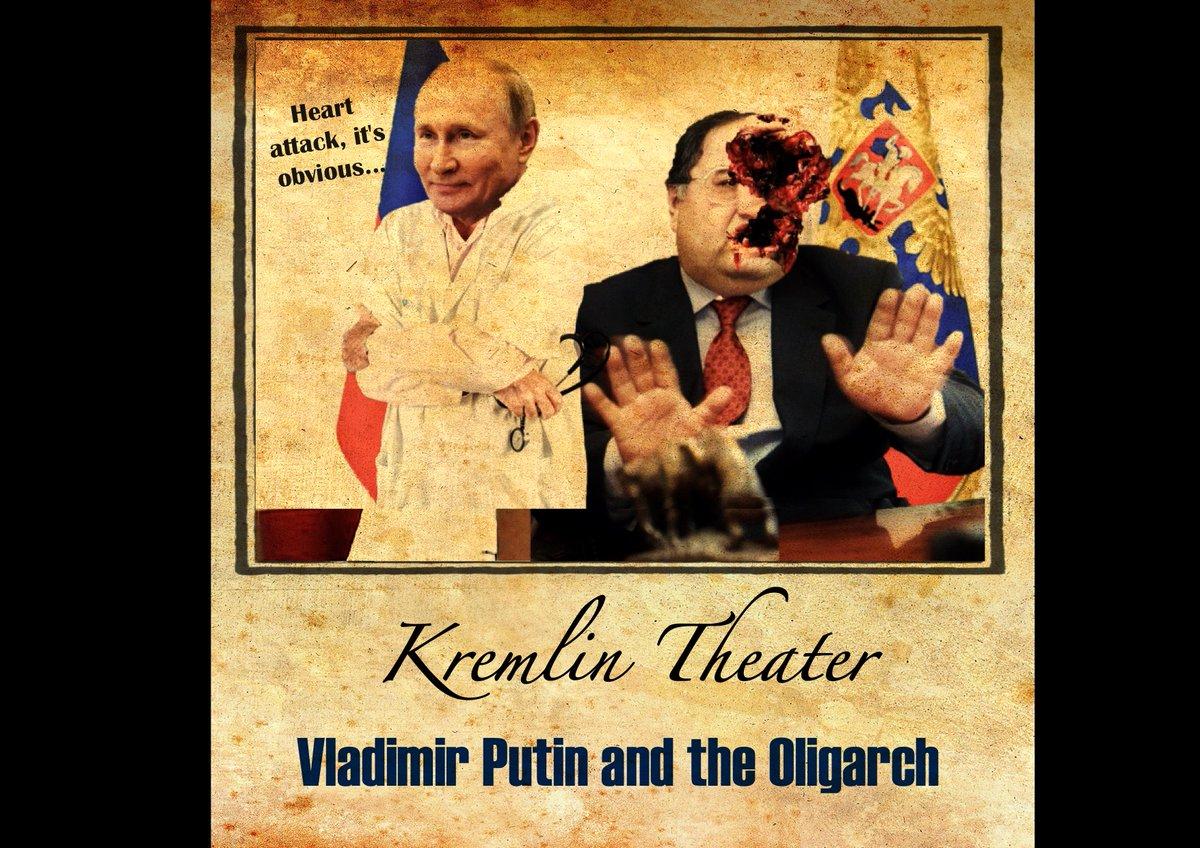 Heart
attack, it's
obvious...
Kremlin Theater
Vladimir Putin and the Oligarch